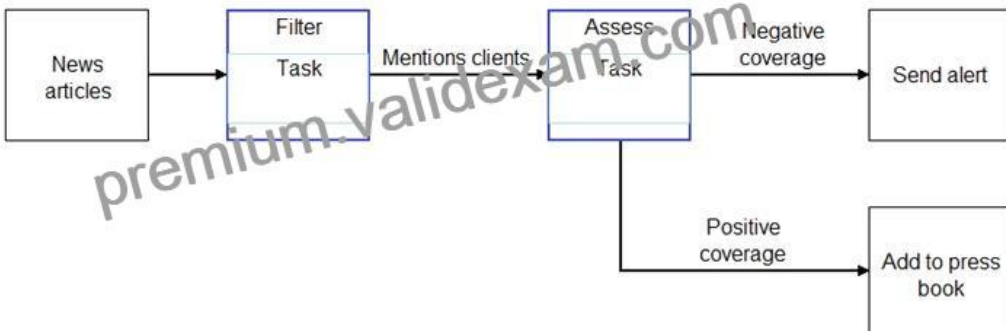 News
articles
Filter
Task
Mentions clients
Assess
Task
Negative
coverage
Send alert
Positive
coverage
Add to press
book
premium.validexam.com